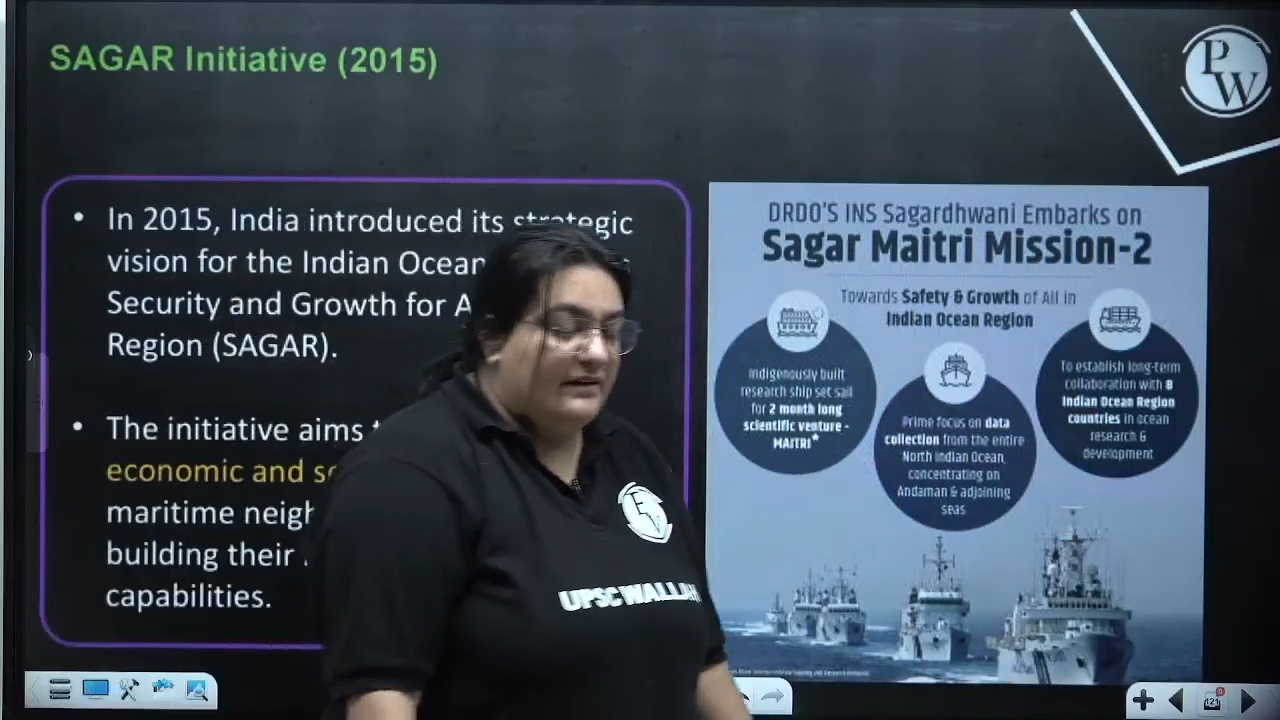 SAGAR Initiative (2015)
P
W
• In 2015, India introduced its strategic
vision for the Indian Ocean
Security and Growth for A
Region (SAGAR).
• The initiative aims
economic and
maritime
building their
capabilities.
DRDO'S INS Sagardhwani Embarks on
Sagar Maitri Mission-2
Towards Safety & Growth of All in
Indian Ocean Region
Indigenously built
research ship set sail
for 2 month long
scientific venture -
MAITRI*
Prime focus on data
collection from the entire
North Indian Ocean,
concentrating on
Andaman & adjoining
seas
To establish long-term
collaboration with 8
Indian Ocean Region
countries in ocean
research &
development
UPSC WALLAH
121